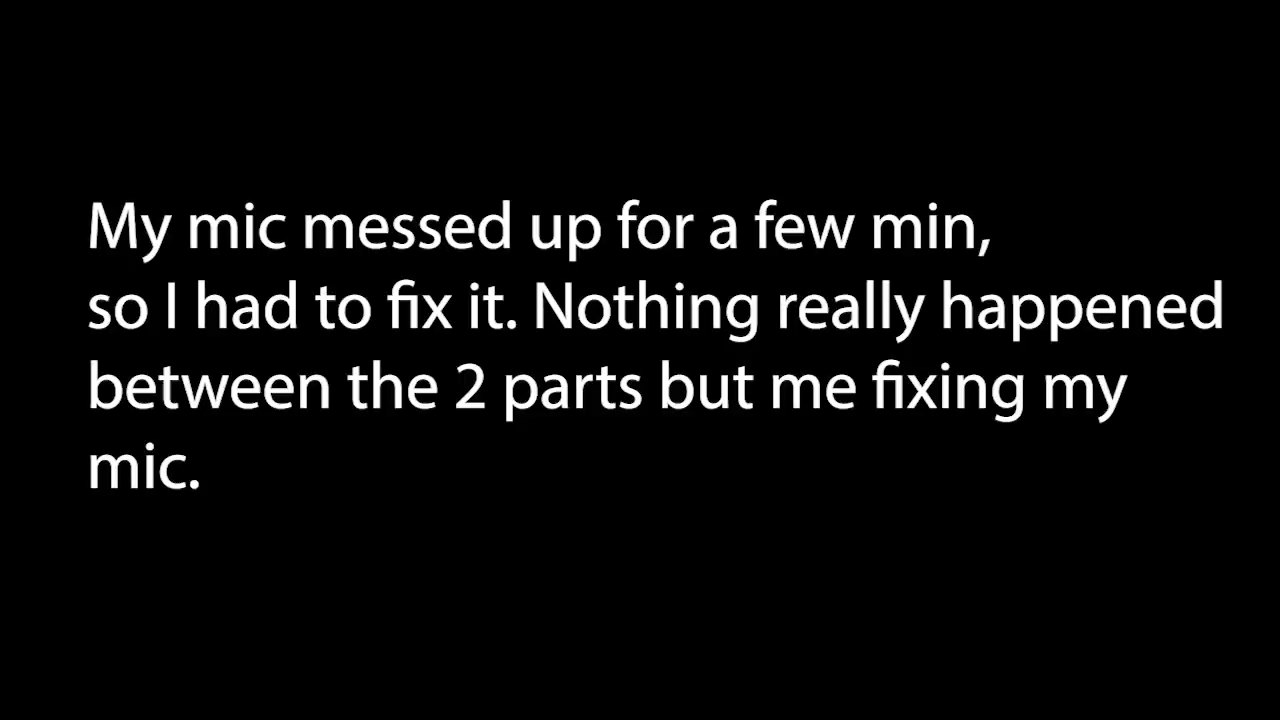 My mic messed up for a few min,
so I had to fix it. Nothing really happened
between the 2 parts but me fixing my
mic.